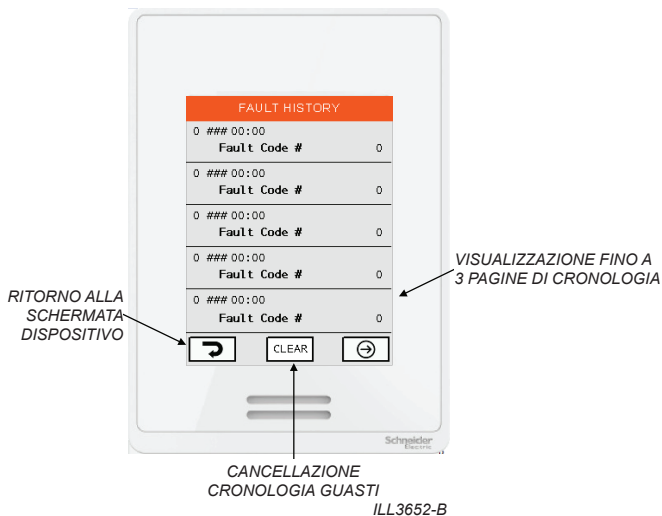 FAULT HISTORY
0 ### 00:00
Fault Code # 0
0 ### 00:00
Fault Code # 0
0 ### 00:00
Fault Code # 0
0 ### 00:00
Fault Code # 0
0 ### 00:00
Fault Code # 0
CLEAR
VISUALIZZAZIONE FINO A
3 PAGINE DI CRONOLOGIA
RITORNO ALLA
SCHERMATA
DISPOSITIVO
Schneider
Electric
CANCELLAZIONE
CRONOLOGIA GUASTI
ILL3652-B